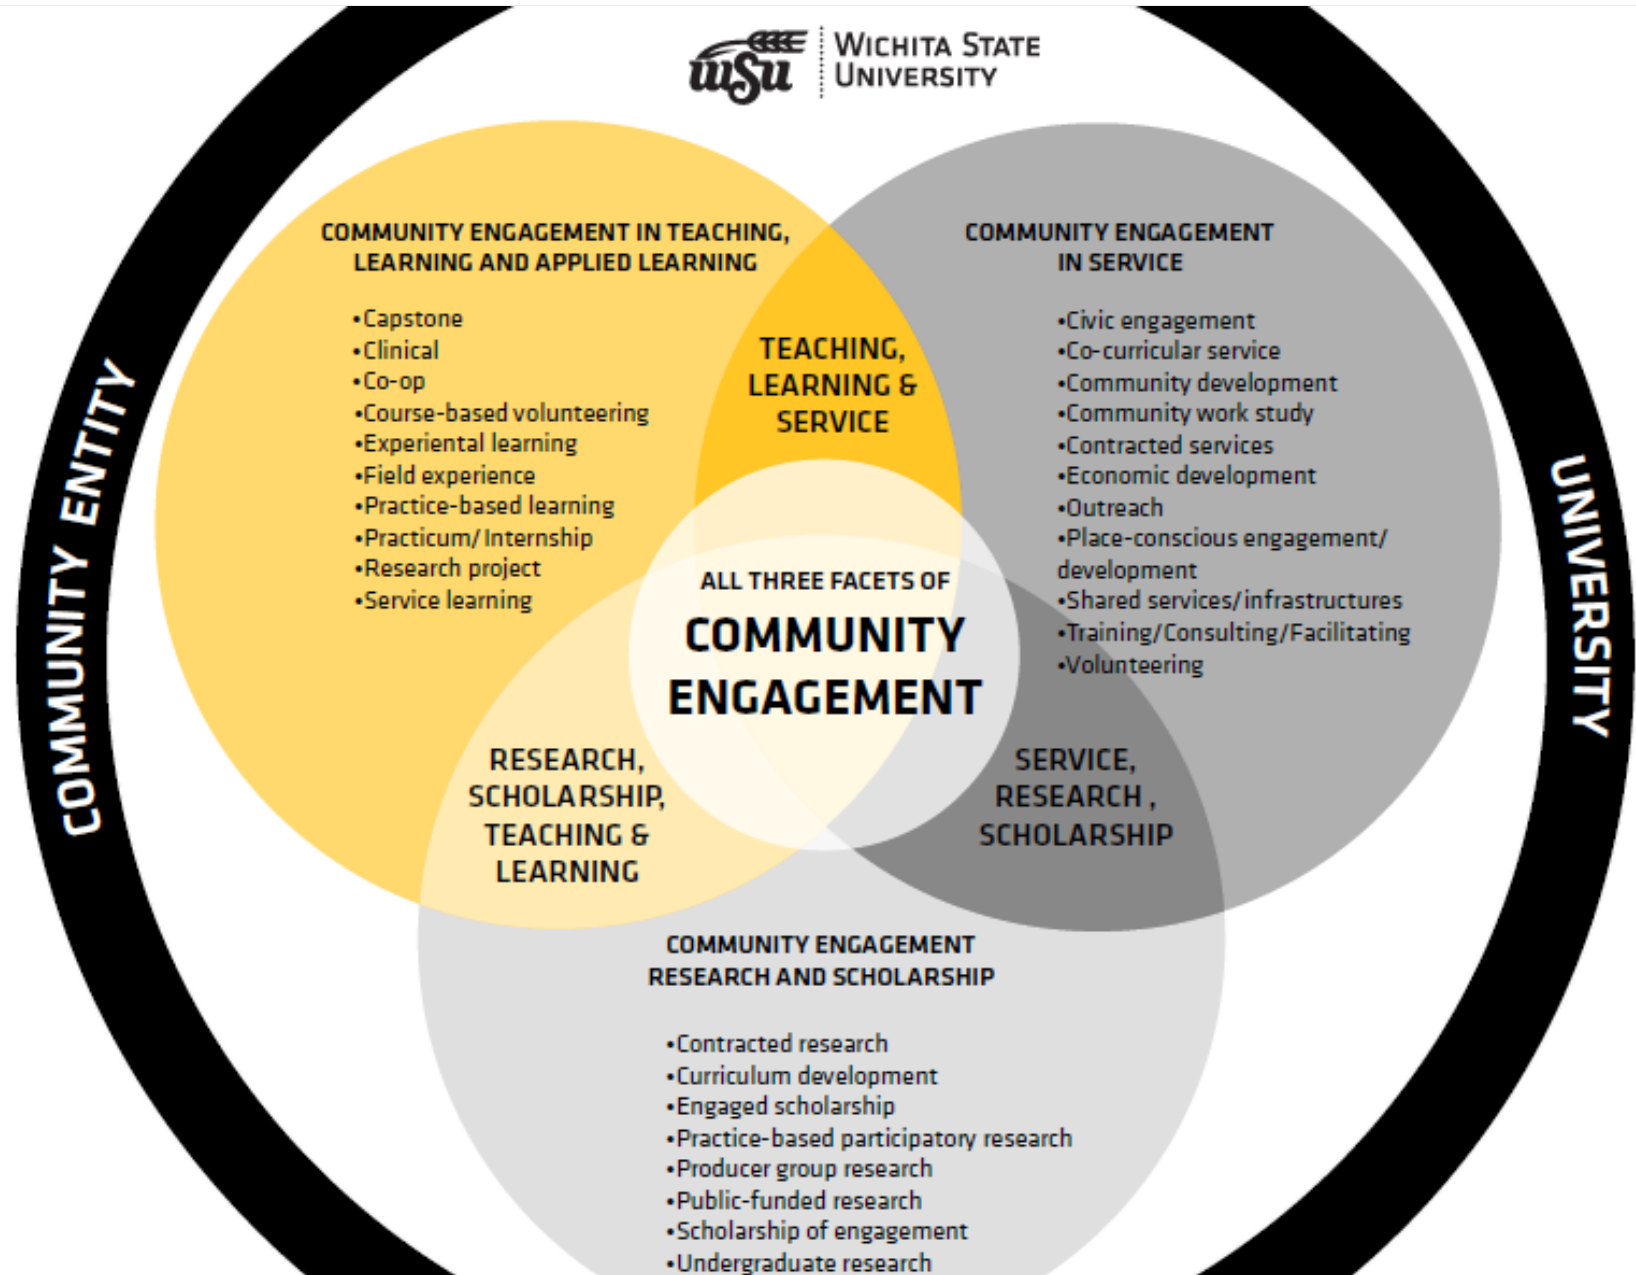 wsu
WICHITA STATE
UNIVERSITY
COMMUNITY ENTITY
UNIVERSITY
COMMUNITY ENGAGEMENT IN TEACHING,
LEARNING AND APPLIED LEARNING
•Capstone
•Clinical
•Co-op
•Course-based volunteering
•Experiental learning
•Field experience
•Practice-based learning
•Practicum/ Internship
•Research project
•Service learning
TEACHING,
LEARNING &
SERVICE
COMMUNITY ENGAGEMENT
IN SERVICE
•Civic engagement
•Co-curricular service
•Community development
•Community work study
•Contracted services
•Economic development
•Outreach
•Place-conscious engagement/
development
•Shared services/infrastructures
•Training/Consulting/Facilitating
•Volunteering
ALL THREE FACETS OF
COMMUNITY
ENGAGEMENT
RESEARCH,
SCHOLARSHIP,
TEACHING &
LEARNING
SERVICE,
RESEARCH ,
SCHOLARSHIP
COMMUNITY ENGAGEMENT
RESEARCH AND SCHOLARSHIP
•Contracted research
•Curriculum development
•Engaged scholarship
•Practice-based participatory research
•Producer group research
•Public-funded research
•Scholarship of engagement
•Undergraduate research